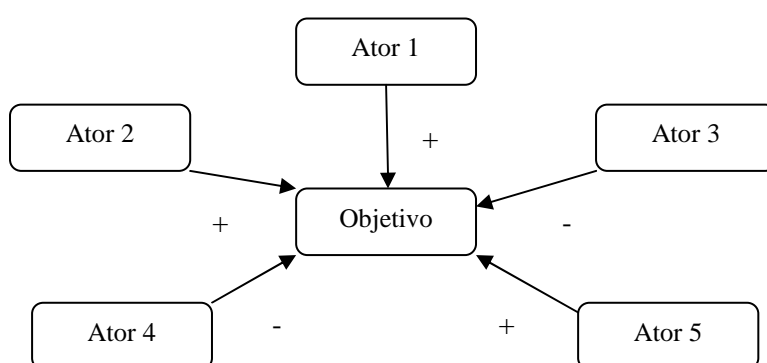 Ator 1
Ator 2
+
Ator 3
Objetivo
+
-
Ator 4
-
+
Ator 5